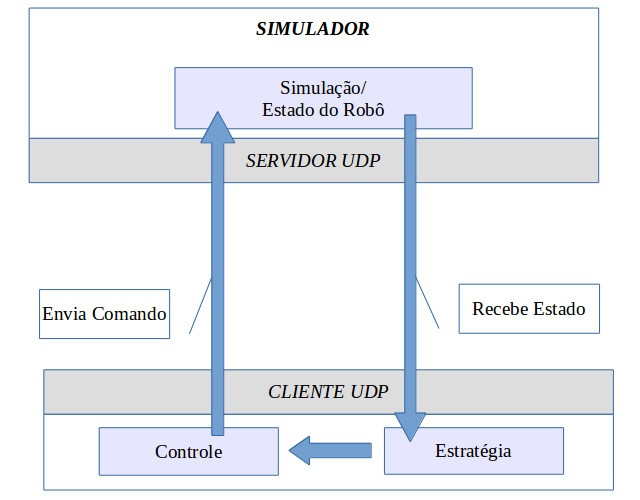 SIMULADOR
Simulação/
Estado do Robô
SERVIDOR UDP
Envia Comando
Recebe Estado
CLIENTE UDP
Controle
Estratégia